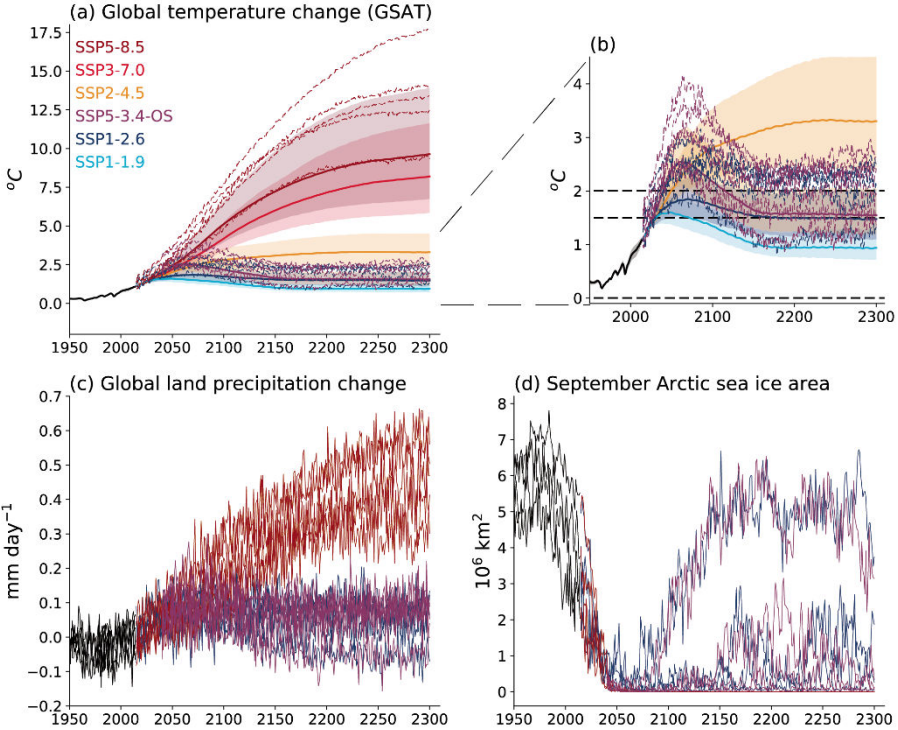 (a) Global temperature change (GSAT)
17.5
15.0
12.5
10.0
7.5
5.0
2.5
0.0
°C
SSP5-8.5
SSP3-7.0
SSP2-4.5
SSP5-3.4-OS
SSP1-2.6
SSP1-1.9
1950 2000 2050 2100 2150 2200 2250 2300
(b)
4
3
2
1
0
°C
2000 2100 2200 2300
(c) Global land precipitation change
0.7
0.6
0.5
0.4
0.3
0.2
0.1
0.0
−0.1
−0.2
mm day⁻¹
1950 2000 2050 2100 2150 2200 2250 2300
(d) September Arctic sea ice area
8
7
6
5
4
3
2
1
0
10⁶ km²
1950 2000 2050 2100 2150 2200 2250 2300